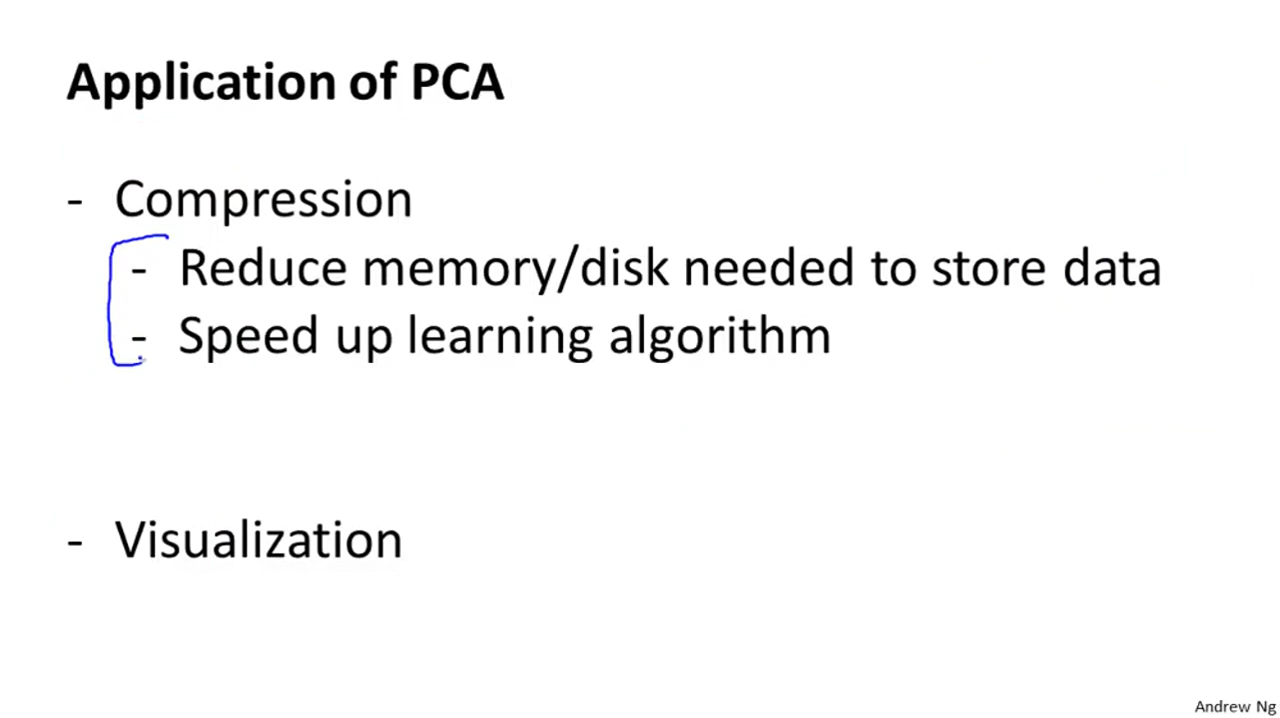 Application of PCA
- Compression
- Reduce memory/disk needed to store data
- Speed up learning algorithm
- Visualization
Andrew Ng